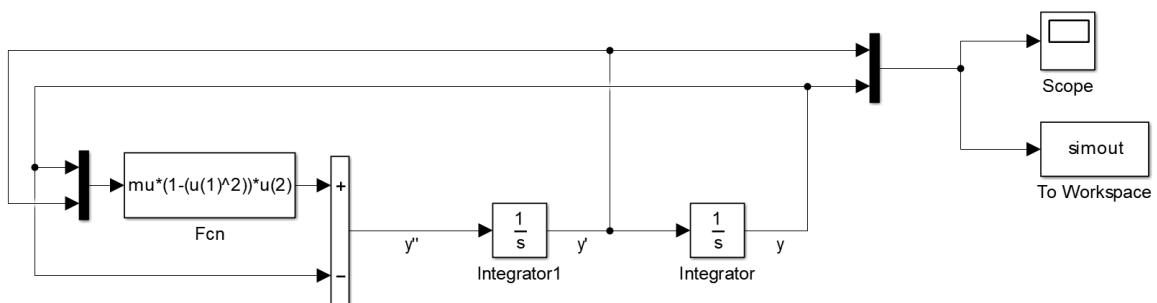 Scope
simout
To Workspace
mu*(1-(u(1)^2))*u(2)
Fcn
+
−
y''
1
s
Integrator1
y'
1
s
Integrator
y